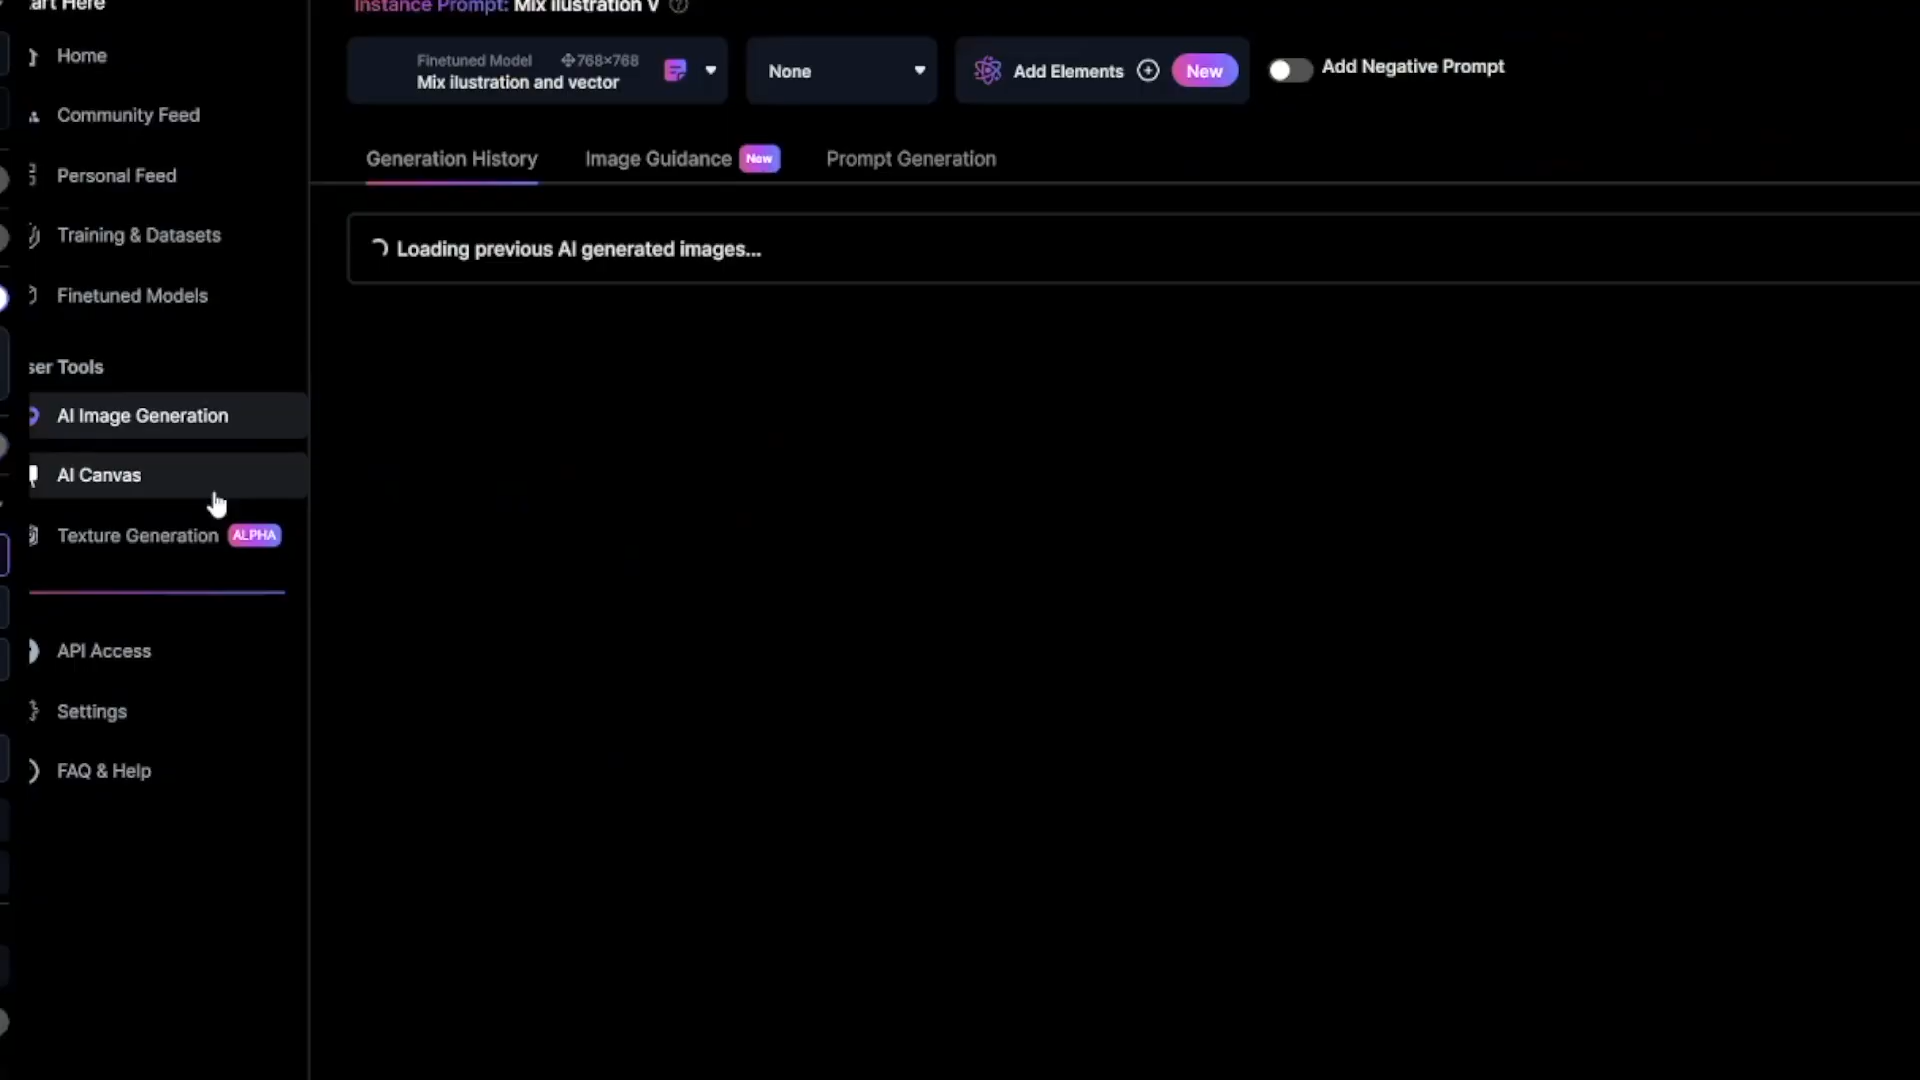 art Here
Home
Community Feed
Personal Feed
Training & Datasets
Finetuned Models
ser Tools
AI Image Generation
AI Canvas
Texture Generation ALPHA
API Access
Settings
FAQ & Help
Instance Prompt: Mix ilustration V
Finetuned Model 768×768
Mix ilustration and vector
None
Add Elements New
Add Negative Prompt
Generation History
Image Guidance New
Prompt Generation
Loading previous AI generated images...